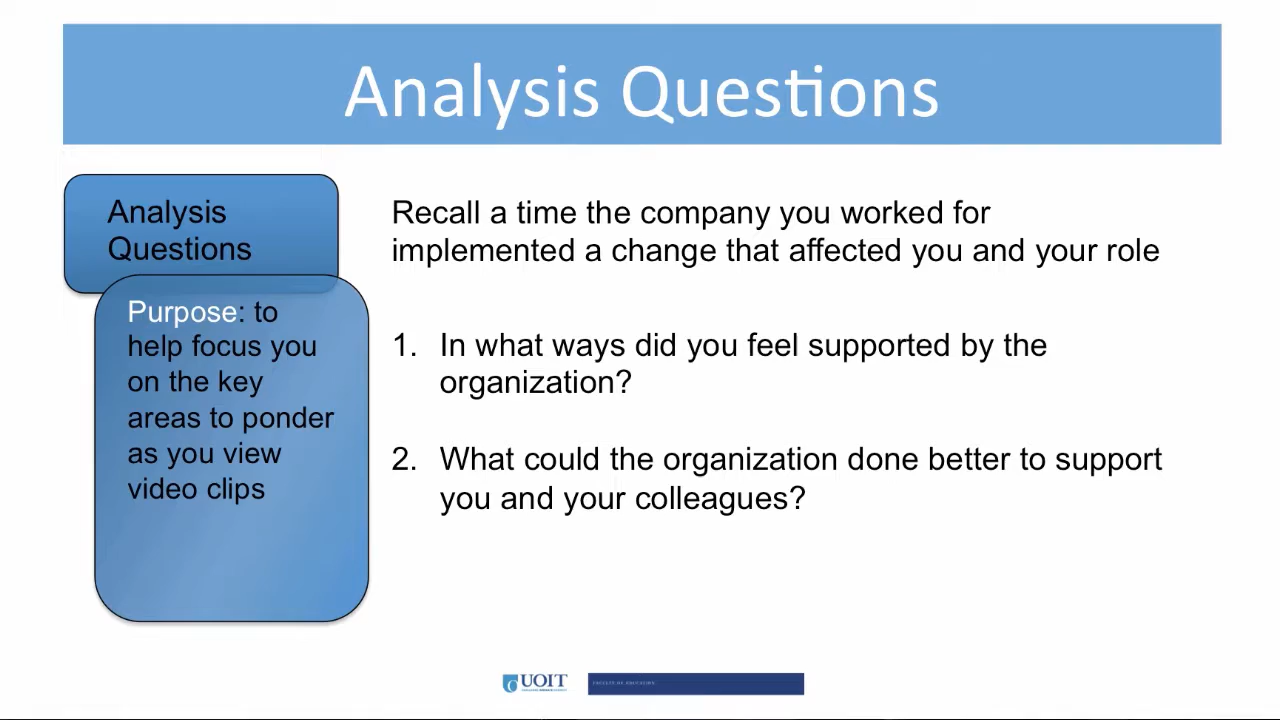 Analysis Questions
Analysis
Questions
Purpose: to
help focus you
on the key
areas to ponder
as you view
video clips
Recall a time the company you worked for
implemented a change that affected you and your role
1. In what ways did you feel supported by the
organization?
2. What could the organization done better to support
you and your colleagues?
UOIT
FACULTY OF EDUCATION